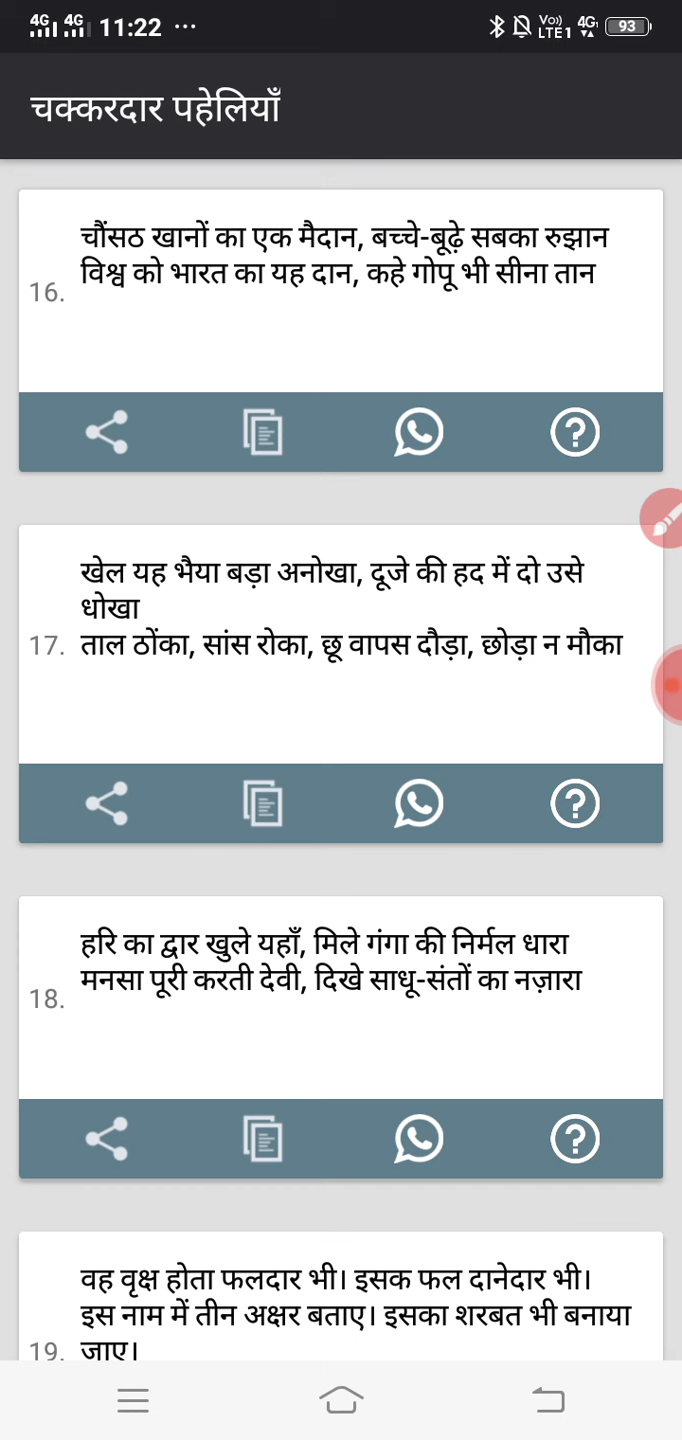 4G 4G 11:22 ... Vo)) LTE1 4G 93
चक्करदार पहेलियाँ
चौंसठ खानों का एक मैदान, बच्चे-बूढ़े सबका रुझान
विश्व को भारत का यह दान, कहे गोपू भी सीना तान
16.
खेल यह भैया बड़ा अनोखा, दूजे की हद में दो उसे
धोखा
17. ताल ठोंका, सांस रोका, छू वापस दौड़ा, छोड़ा न मौका
हरि का द्वार खुले यहाँ, मिले गंगा की निर्मल धारा
मनसा पूरी करती देवी, दिखे साधू-संतों का नज़ारा
18.
वह वृक्ष होता फलदार भी। इसक फल दानेदार भी।
इस नाम में तीन अक्षर बताए। इसका शरबत भी बनाया
19. जाए।